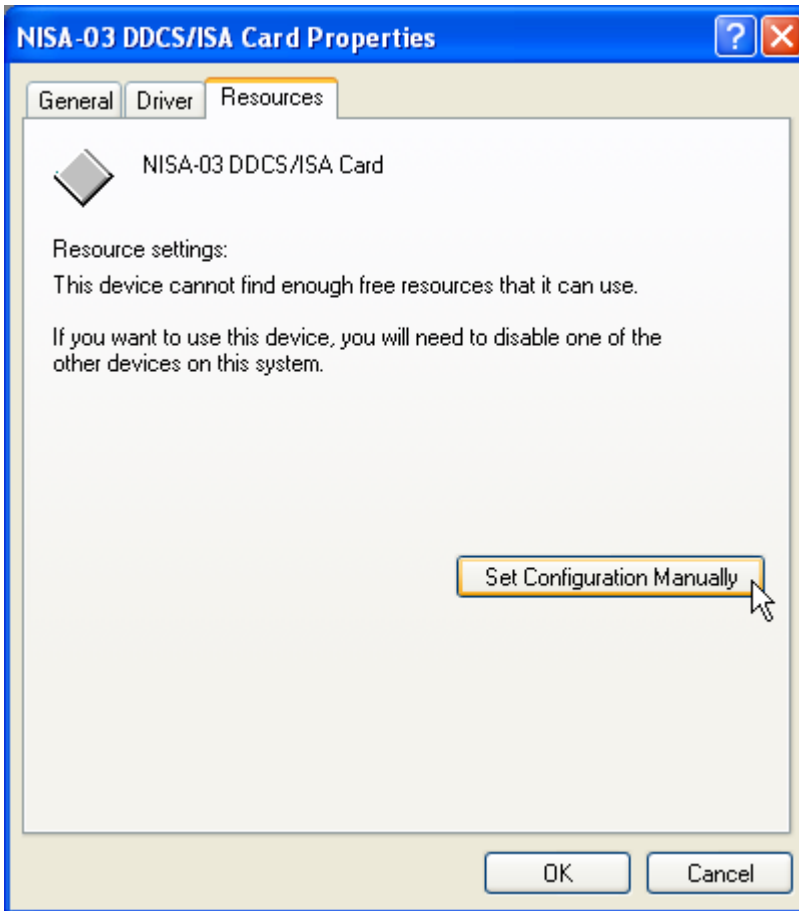 NISA-03 DDCS/ISA Card Properties
?
General Driver Resources
NISA-03 DDCS/ISA Card
Resource settings:
This device cannot find enough free resources that it can use.
If you want to use this device, you will need to disable one of the
other devices on this system.
Set Configuration Manually
OK Cancel